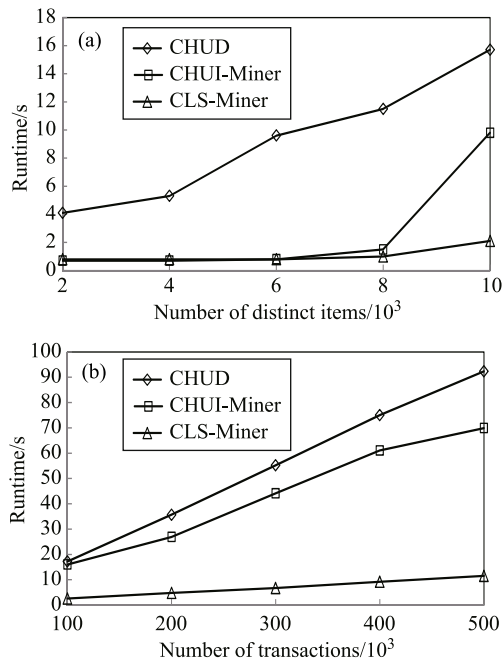 18
(a)
16
CHUD
14
CHUI-Miner
12
CLS-Miner
10
8
6
4
2
0
2 4 6 8 10
Runtime/s
Number of distinct items/10³
100
(b)
90
CHUD
80
CHUI-Miner
70
CLS-Miner
60
50
40
30
20
10
0
100 200 300 400 500
Runtime/s
Number of transactions/10³